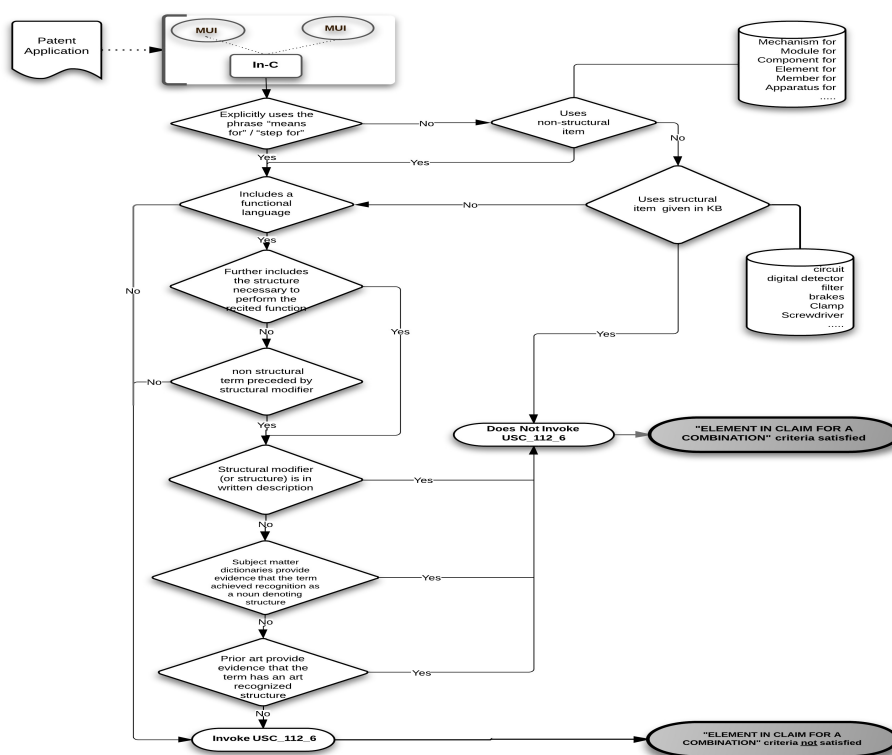 Patent
Application
MUI
MUI
In-C
Mechanism for
Module for
Component for
Element for
Member for
Apparatus for
.....
Explicitly uses the
phrase "means
for" / "step for"
No
Uses
non-structural
item
Yes
Yes
No
Includes a
functional
language
No
Uses structural
item given in KB
Yes
Further includes
the structure
necessary to
perform the
recited function
circuit
digital detector
filter
brakes
Clamp
Screwdriver
.....
No
No
Yes
Yes
non structural
term preceded by
structural modifier
No
Yes
Does Not Invoke
USC_112_6
"ELEMENT IN CLAIM FOR A
COMBINATION" criteria satisfied
Structural modifier
(or structure) is in
written description
Yes
No
Subject matter
dictionaries provide
evidence that the term
achieved recognition as
a noun denoting
structure
Yes
No
Prior art provide
evidence that the
term has an art
recognized
structure
Yes
No
Invoke USC_112_6
"ELEMENT IN CLAIM FOR A
COMBINATION" criteria not satisfied